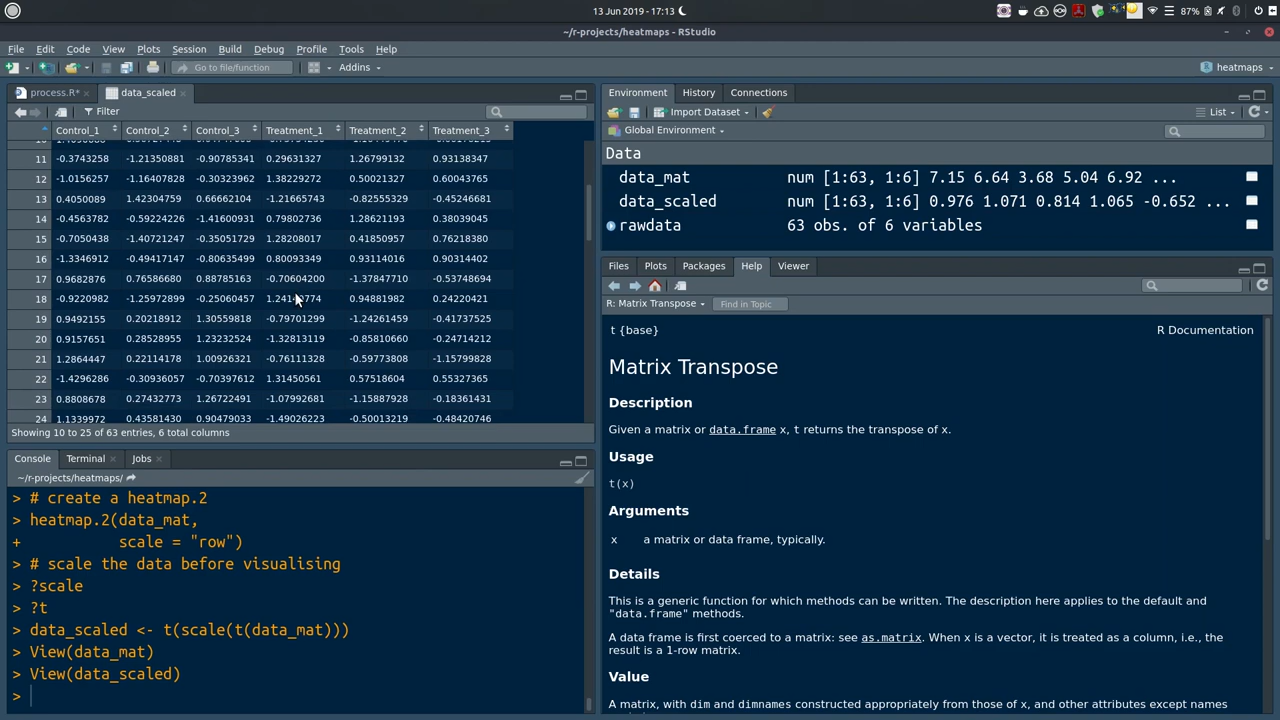 13 Jun 2019 - 17:13
87%
~/r-projects/heatmaps - RStudio
File Edit Code View Plots Session Build Debug Profile Tools Help
Go to file/function Addins heatmaps
process.R* data_scaled
Filter
Control_1 Control_2 Control_3 Treatment_1 Treatment_2 Treatment_3
11 -0.3743258 -1.21350881 -0.90785341 0.29631327 1.26799132 0.93138347
12 -1.0156257 -1.16407828 -0.30323962 1.38229272 0.50021327 0.60043765
13 0.4050089 1.42304759 0.66662104 -1.21665743 -0.82555329 -0.45246681
14 -0.4563782 -0.59224226 -1.41600931 0.79802736 1.28621193 0.38039045
15 -0.7050438 -1.40721247 -0.35051729 1.28208017 0.41850957 0.76218380
16 -1.3346912 -0.49417147 -0.80635499 0.80093349 0.93114016 0.90314402
17 0.9682876 0.76586680 0.88785163 -0.70604200 -1.37847710 -0.53748694
18 -0.9220982 -1.25972899 -0.25060457 0.94881982 0.24220421
19 0.9492155 0.20218912 1.30559818 -0.79701299 -1.24261459 -0.41737525
20 0.9157651 0.28528955 1.23232524 -1.32813119 -0.85810660 -0.24714212
21 1.2864447 0.22114178 1.00926321 -0.76111328 -0.59773808 -1.15799828
22 -1.4296286 -0.30936057 -0.70397612 1.31450561 0.57518604 0.55327365
23 0.8808678 0.27432773 1.26722491 -1.07992681 -1.15887928 -0.18361431
24 1.1339972 0.43581430 0.90479033 -1.49026223 -0.50013219 -0.48420746
Showing 10 to 25 of 63 entries, 6 total columns
Console Terminal Jobs
~/r-projects/heatmaps/
> # create a heatmap.2
> heatmap.2(data_mat,
+ scale = "row")
> # scale the data before visualising
> ?scale
> ?t
> data_scaled <- t(scale(t(data_mat)))
> View(data_mat)
> View(data_scaled)
>
Environment History Connections
Import Dataset List
Global Environment
Data
data_mat num [1:63, 1:6] 7.15 6.64 3.68 5.04 6.92 ...
data_scaled num [1:63, 1:6] 0.976 1.071 0.814 1.065 -0.652 ...
rawdata 63 obs. of 6 variables
Files Plots Packages Help Viewer
R: Matrix Transpose Find in Topic
t {base} R Documentation
Matrix Transpose
Description
Given a matrix or data.frame x, t returns the transpose of x.
Usage
t(x)
Arguments
x a matrix or data frame, typically.
Details
This is a generic function for which methods can be written. The description here applies to the default and
"data.frame" methods.
A data frame is first coerced to a matrix: see as.matrix. When x is a vector, it is treated as a column, i.e., the
result is a 1-row matrix.
Value
A matrix, with dim and dimnames constructed appropriately from those of x, and other attributes except names